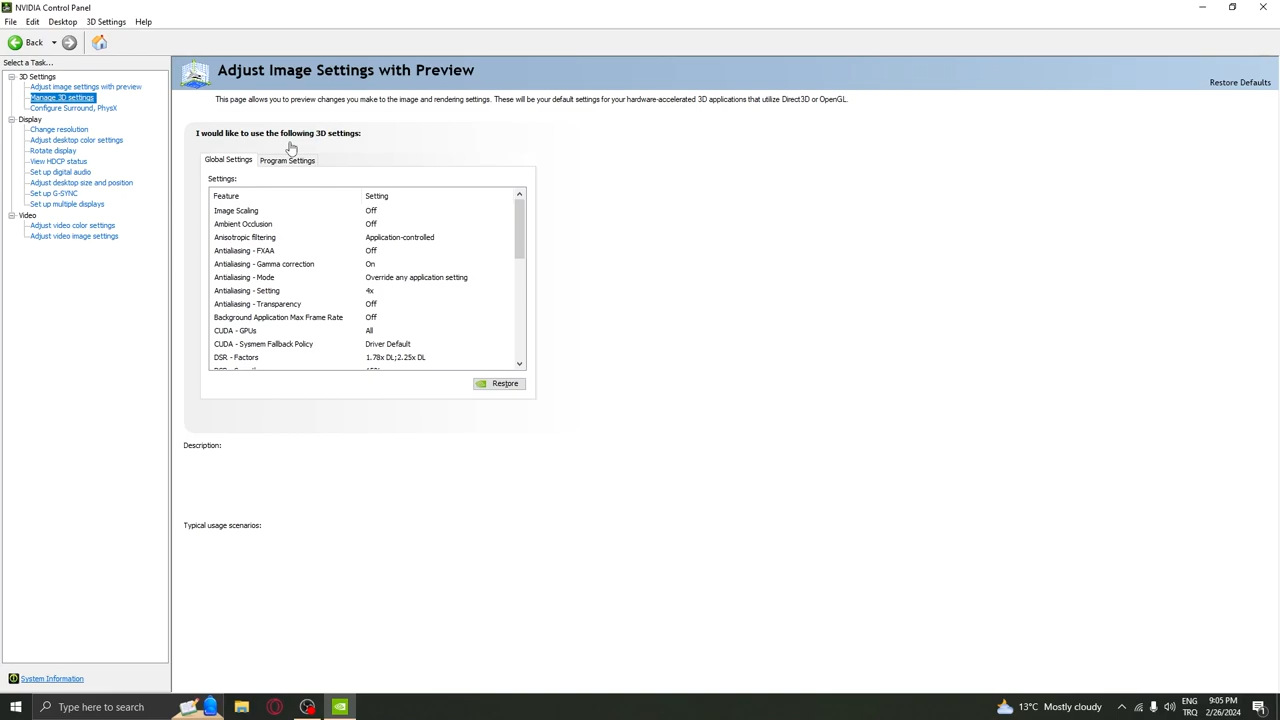 NVIDIA Control Panel
File Edit Desktop 3D Settings Help
Back
Select a Task...
3D Settings
Adjust image settings with preview
Manage 3D settings
Configure Surround, PhysX
Display
Change resolution
Adjust desktop color settings
Rotate display
View HDCP status
Set up digital audio
Adjust desktop size and position
Set up G-SYNC
Set up multiple displays
Video
Adjust video color settings
Adjust video image settings
System Information
Adjust Image Settings with Preview
Restore Defaults
This page allows you to preview changes you make to the image and rendering settings. These will be your default settings for your hardware-accelerated 3D applications that utilize Direct3D or OpenGL.
I would like to use the following 3D settings:
Global Settings Program Settings
Settings:
Feature Setting
Image Scaling Off
Ambient Occlusion Off
Anisotropic filtering Application-controlled
Antialiasing - FXAA Off
Antialiasing - Gamma correction On
Antialiasing - Mode Override any application setting
Antialiasing - Setting 4x
Antialiasing - Transparency Off
Background Application Max Frame Rate Off
CUDA - GPUs All
CUDA - Sysmem Fallback Policy Driver Default
DSR - Factors 1.78x DL;2.25x DL
Restore
Description:
Typical usage scenarios:
Type here to search
13°C Mostly cloudy
ENG
TRQ
9:05 PM
2/26/2024
1